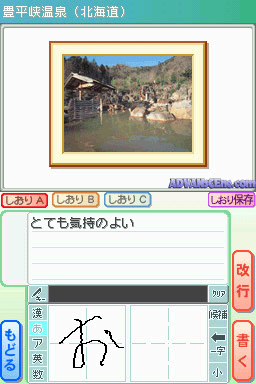 豊平峡温泉（北海道）
ADVAN-CEm.com
しおりA
しおりB
しおりC
しおり保存
とても気持のよい
改行
クリア
漢
あ
ア
英
数
お
候補
一字
小
もどる
書く